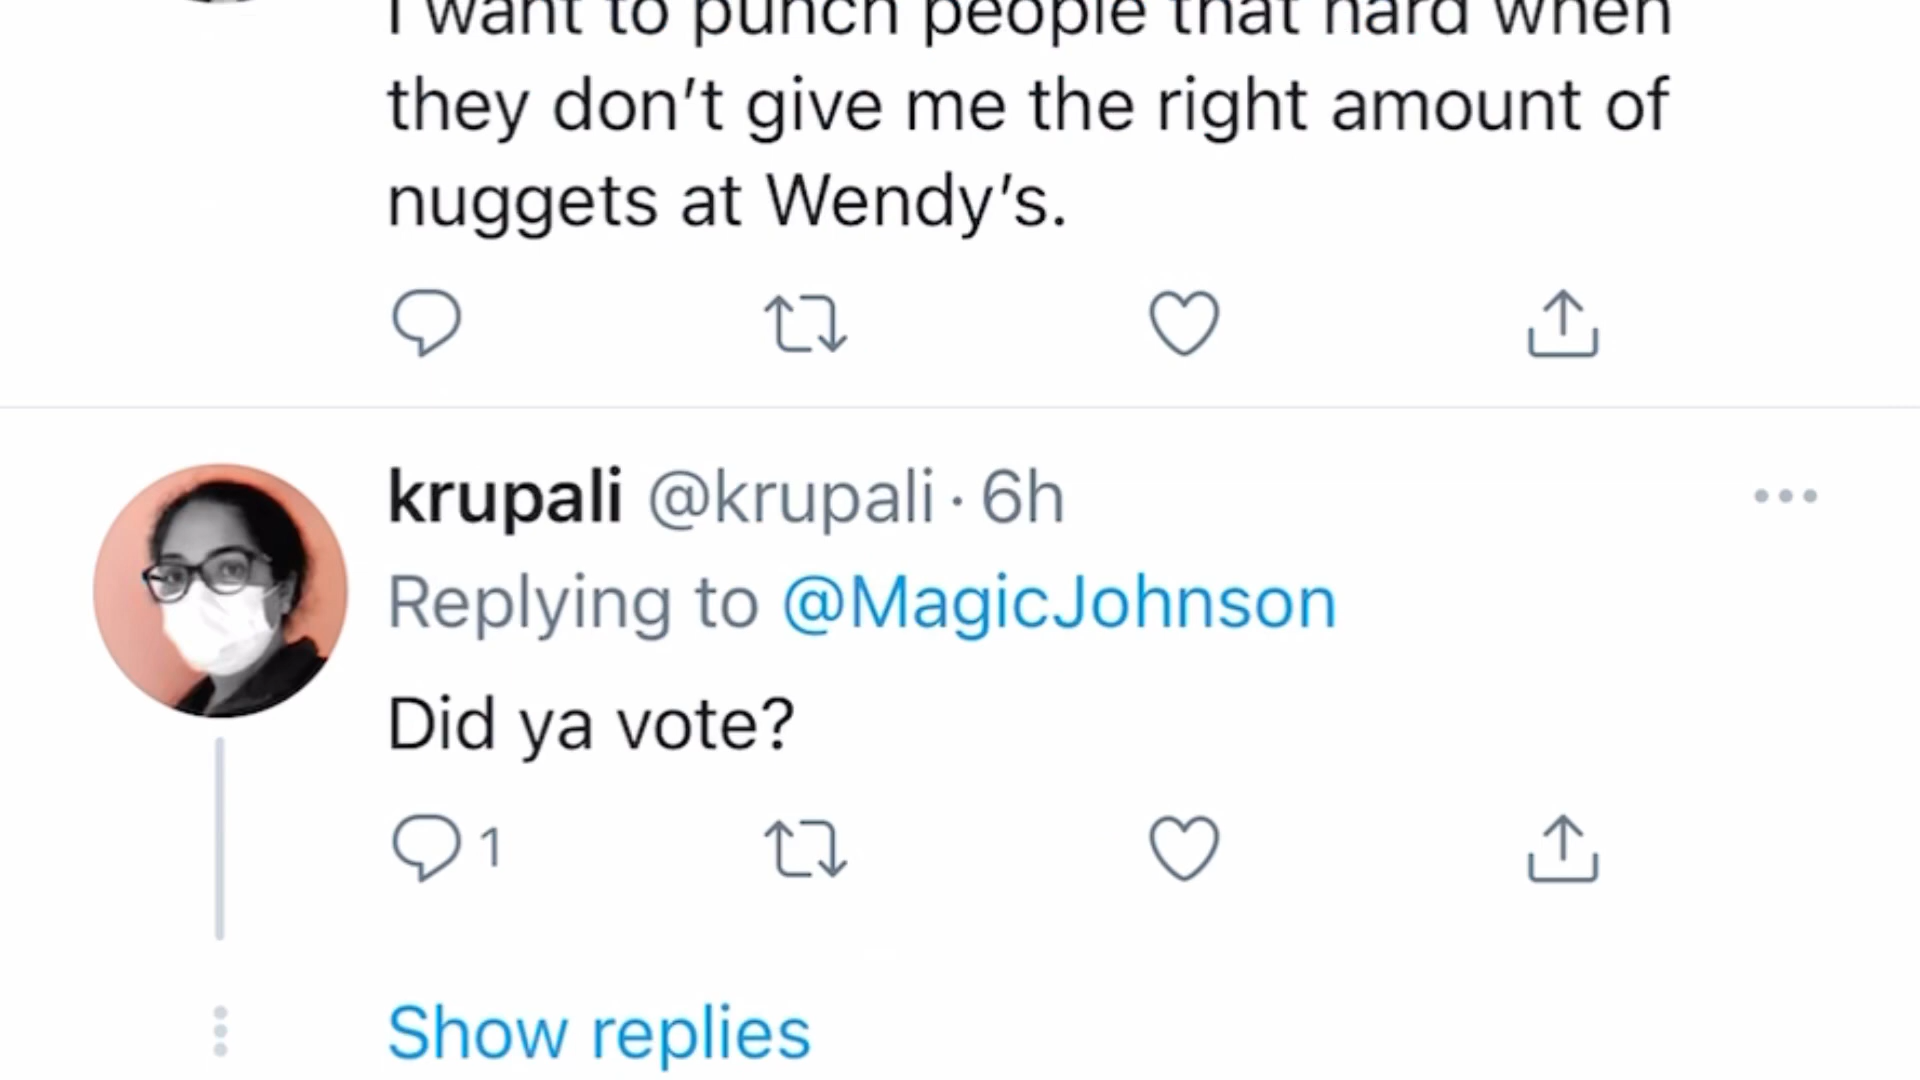 I want to punch people that hard when
they don't give me the right amount of
nuggets at Wendy's.
krupali @krupali · 6h
Replying to @MagicJohnson
Did ya vote?
1
Show replies